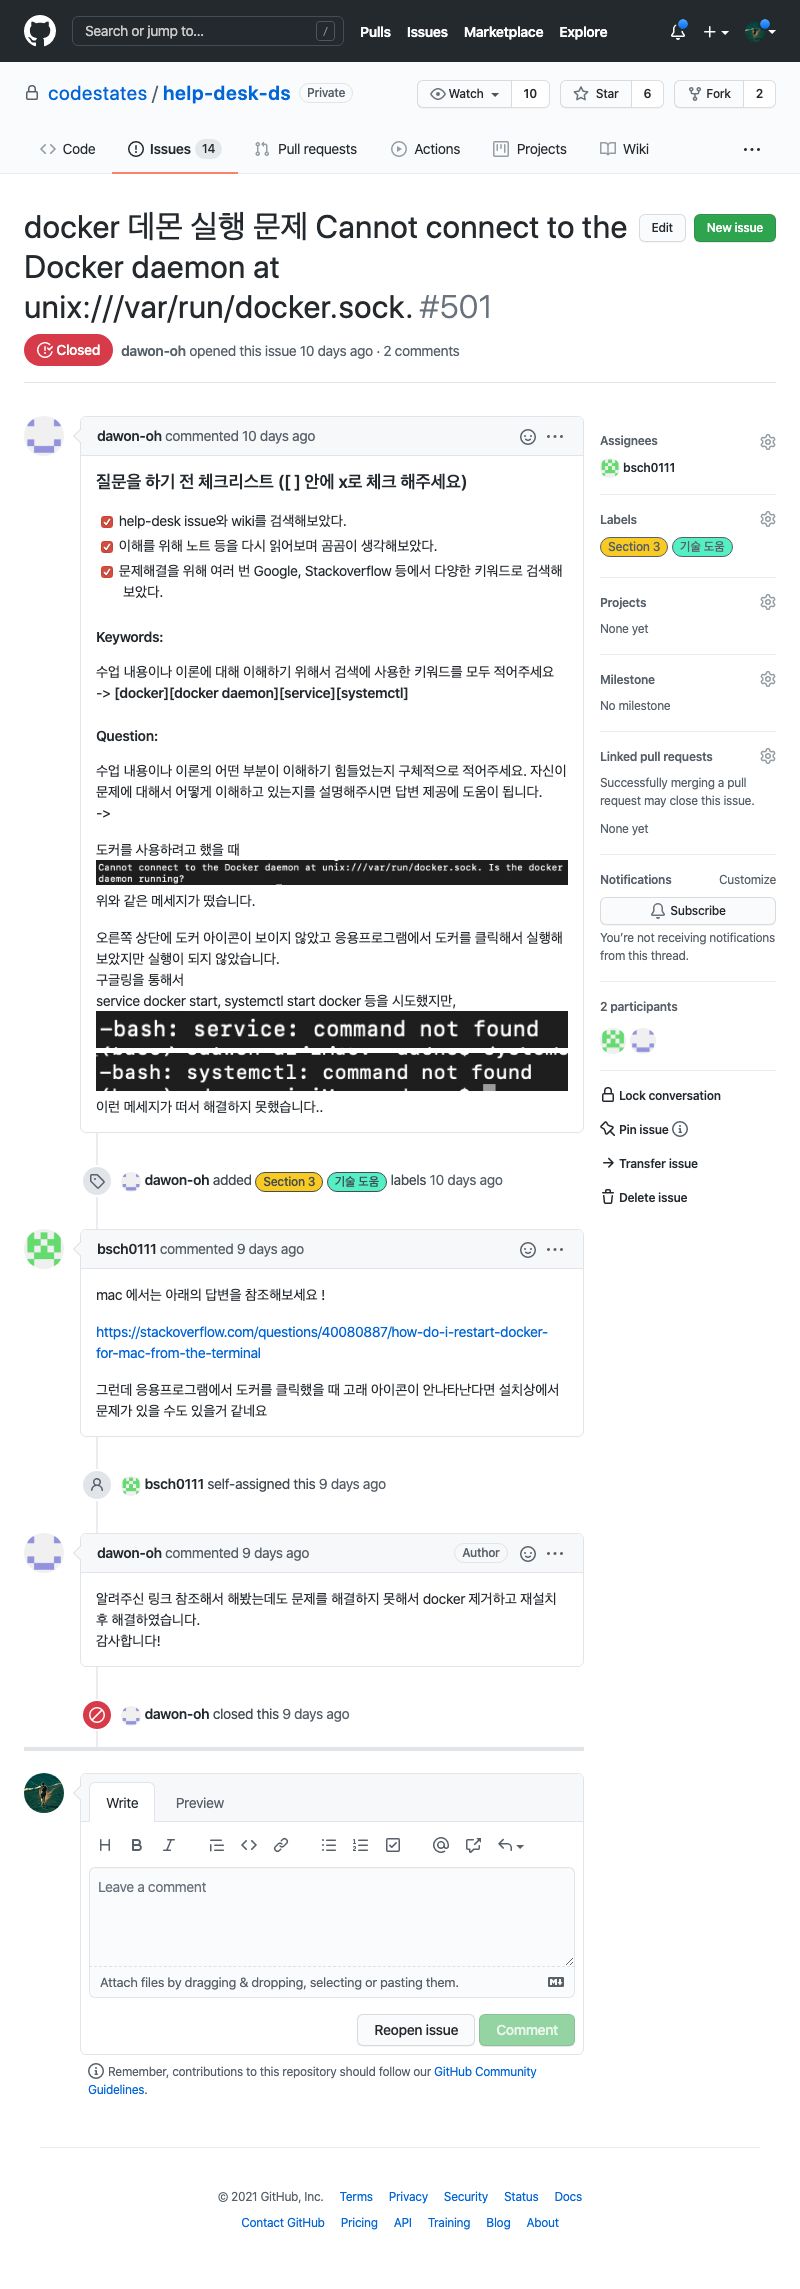 Search or jump to... /
Pulls Issues Marketplace Explore
codestates / help-desk-ds Private
Watch 10 Star 6 Fork 2
Code Issues 14 Pull requests Actions Projects Wiki ...
docker 데몬 실행 문제 Cannot connect to the
Docker daemon at
unix:///var/run/docker.sock. #501
Edit New issue
Closed dawon-oh opened this issue 10 days ago · 2 comments
dawon-oh commented 10 days ago
질문을 하기 전 체크리스트 ([ ] 안에 x로 체크 해주세요)
help-desk issue와 wiki를 검색해보았다.
이해를 위해 노트 등을 다시 읽어보며 곰곰이 생각해보았다.
문제해결을 위해 여러 번 Google, Stackoverflow 등에서 다양한 키워드로 검색해
보았다.
Keywords:
수업 내용이나 이론에 대해 이해하기 위해서 검색에 사용한 키워드를 모두 적어주세요
-> [docker][docker daemon][service][systemctl]
Question:
수업 내용이나 이론의 어떤 부분이 이해하기 힘들었는지 구체적으로 적어주세요. 자신이
문제에 대해서 어떻게 이해하고 있는지를 설명해주시면 답변 제공에 도움이 됩니다.
->
도커를 사용하려고 했을 때
Cannot connect to the Docker daemon at unix:///var/run/docker.sock. Is the docker
daemon running?
위와 같은 메세지가 떴습니다.
오른쪽 상단에 도커 아이콘이 보이지 않았고 응용프로그램에서 도커를 클릭해서 실행해
보았지만 실행이 되지 않았습니다.
구글링을 통해서
service docker start, systemctl start docker 등을 시도했지만,
-bash: service: command not found
-bash: systemctl: command not found
이런 메세지가 떠서 해결하지 못했습니다..
dawon-oh added Section 3 기술 도움 labels 10 days ago
bsch0111 commented 9 days ago
mac 에서는 아래의 답변을 참조해보세요 !
https://stackoverflow.com/questions/40080887/how-do-i-restart-docker-
for-mac-from-the-terminal
그런데 응용프로그램에서 도커를 클릭했을 때 고래 아이콘이 안나타난다면 설치상에서
문제가 있을 수도 있을거 같네요
bsch0111 self-assigned this 9 days ago
dawon-oh commented 9 days ago Author
알려주신 링크 참조해서 해봤는데도 문제를 해결하지 못해서 docker 제거하고 재설치
후 해결하였습니다.
감사합니다!
dawon-oh closed this 9 days ago
Assignees
bsch0111
Labels
Section 3 기술 도움
Projects
None yet
Milestone
No milestone
Linked pull requests
Successfully merging a pull
request may close this issue.
None yet
Notifications Customize
Subscribe
You're not receiving notifications
from this thread.
2 participants
Lock conversation
Pin issue
Transfer issue
Delete issue
Write Preview
Leave a comment
Attach files by dragging & dropping, selecting or pasting them.
Reopen issue Comment
Remember, contributions to this repository should follow our GitHub Community
Guidelines.
© 2021 GitHub, Inc. Terms Privacy Security Status Docs
Contact GitHub Pricing API Training Blog About